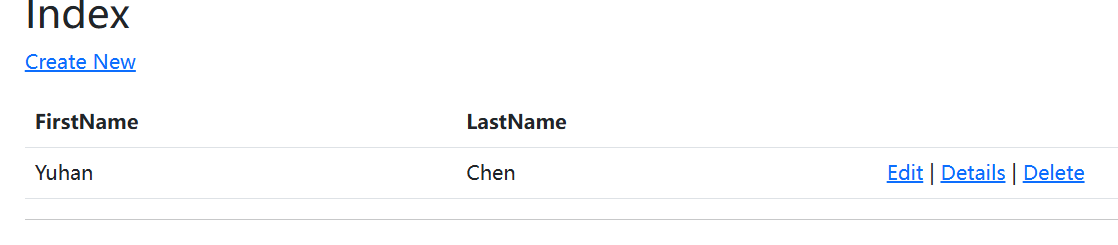 Index
Create New
FirstName LastName
Yuhan Chen Edit | Details | Delete